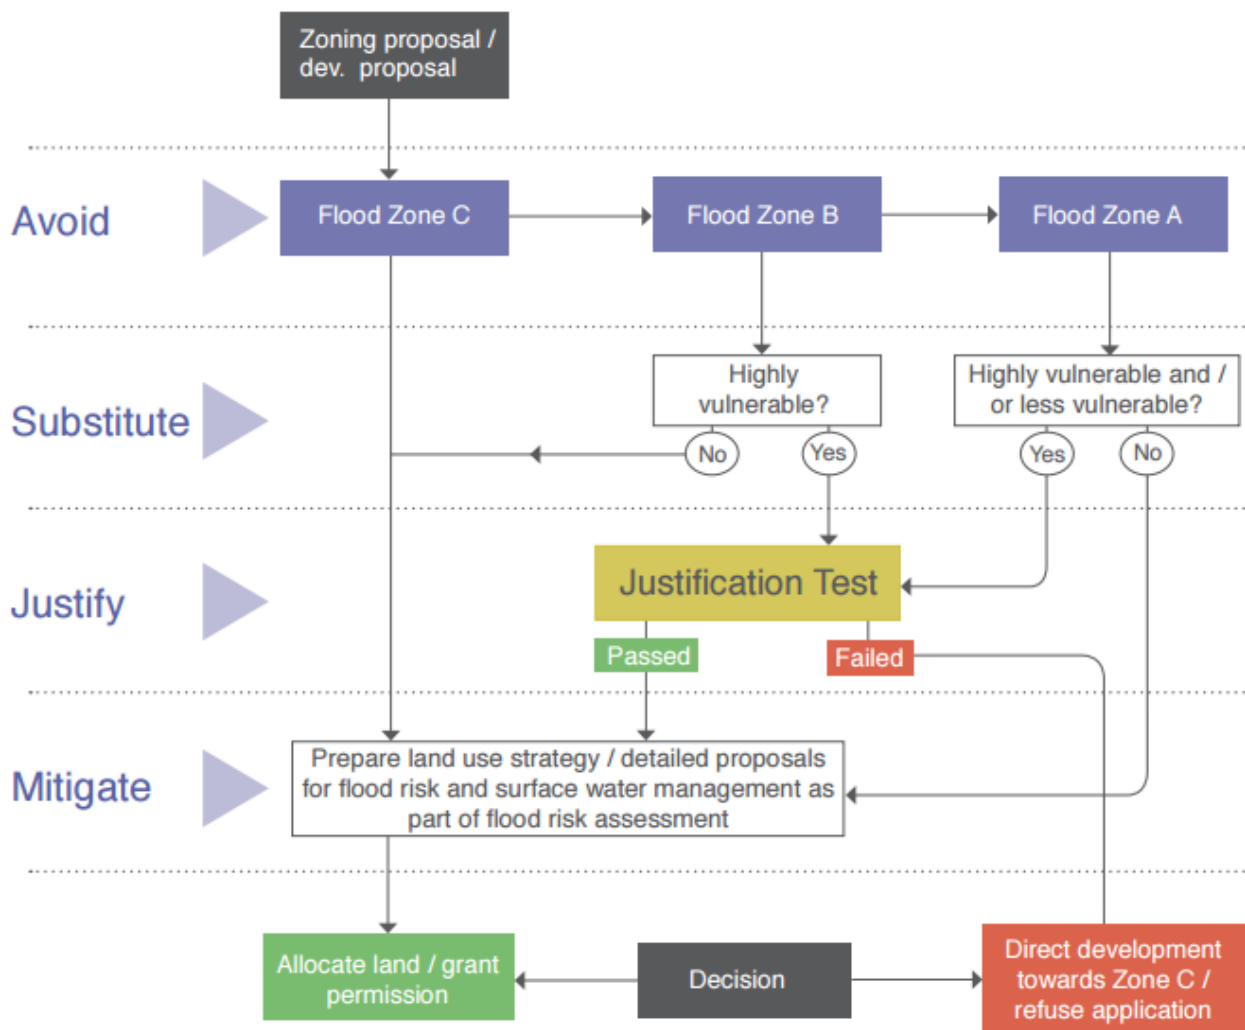 Zoning proposal /
dev. proposal
Avoid
Flood Zone C
Flood Zone B
Flood Zone A
Substitute
Highly
vulnerable?
Highly vulnerable and /
or less vulnerable?
No
Yes
Yes
No
Justify
Justification Test
Passed
Failed
Mitigate
Prepare land use strategy / detailed proposals
for flood risk and surface water management as
part of flood risk assessment
Allocate land / grant
permission
Decision
Direct development
towards Zone C /
refuse application